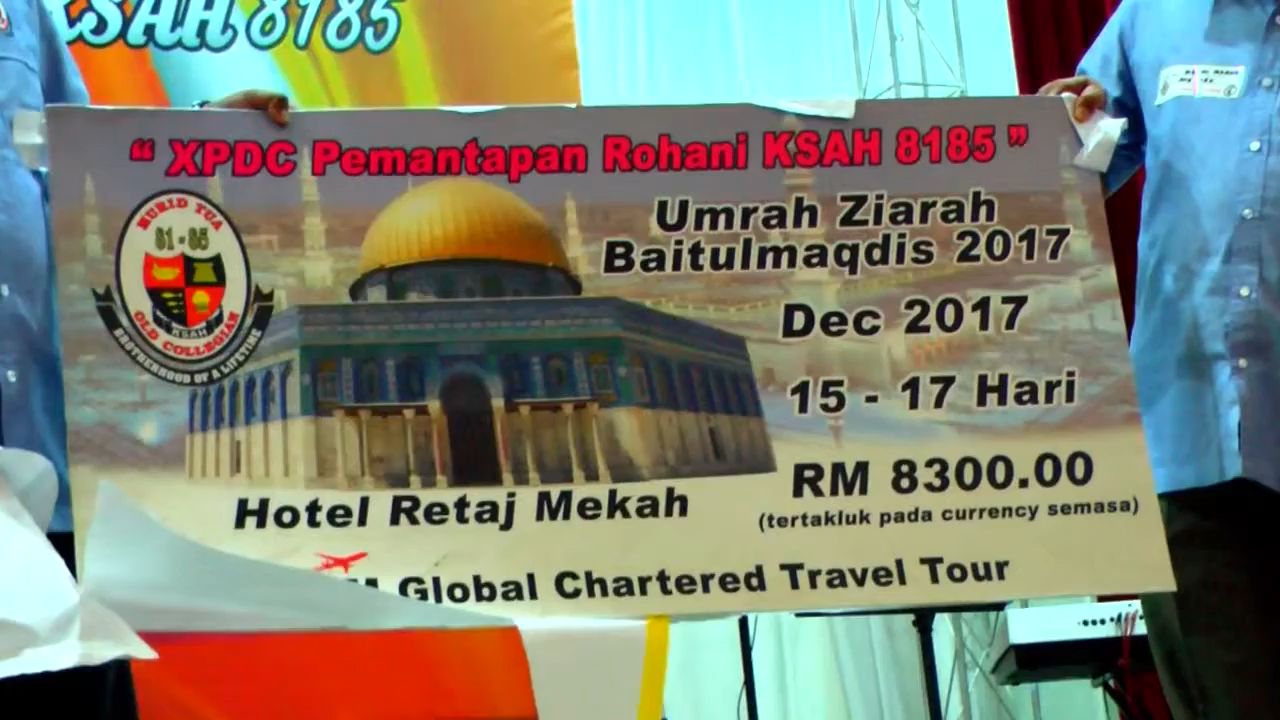 KSAH 8185
“ XPDC Pemantapan Rohani KSAH 8185 ”
MURID TUA
81 - 85
KSAH
OLD COLLEGIAN
BROTHERHOOD OF A LIFETIME
Umrah Ziarah
Baitulmaqdis 2017
Dec 2017
15 - 17 Hari
RM 8300.00
(tertakluk pada currency semasa)
Hotel Retaj Mekah
Global Chartered Travel Tour